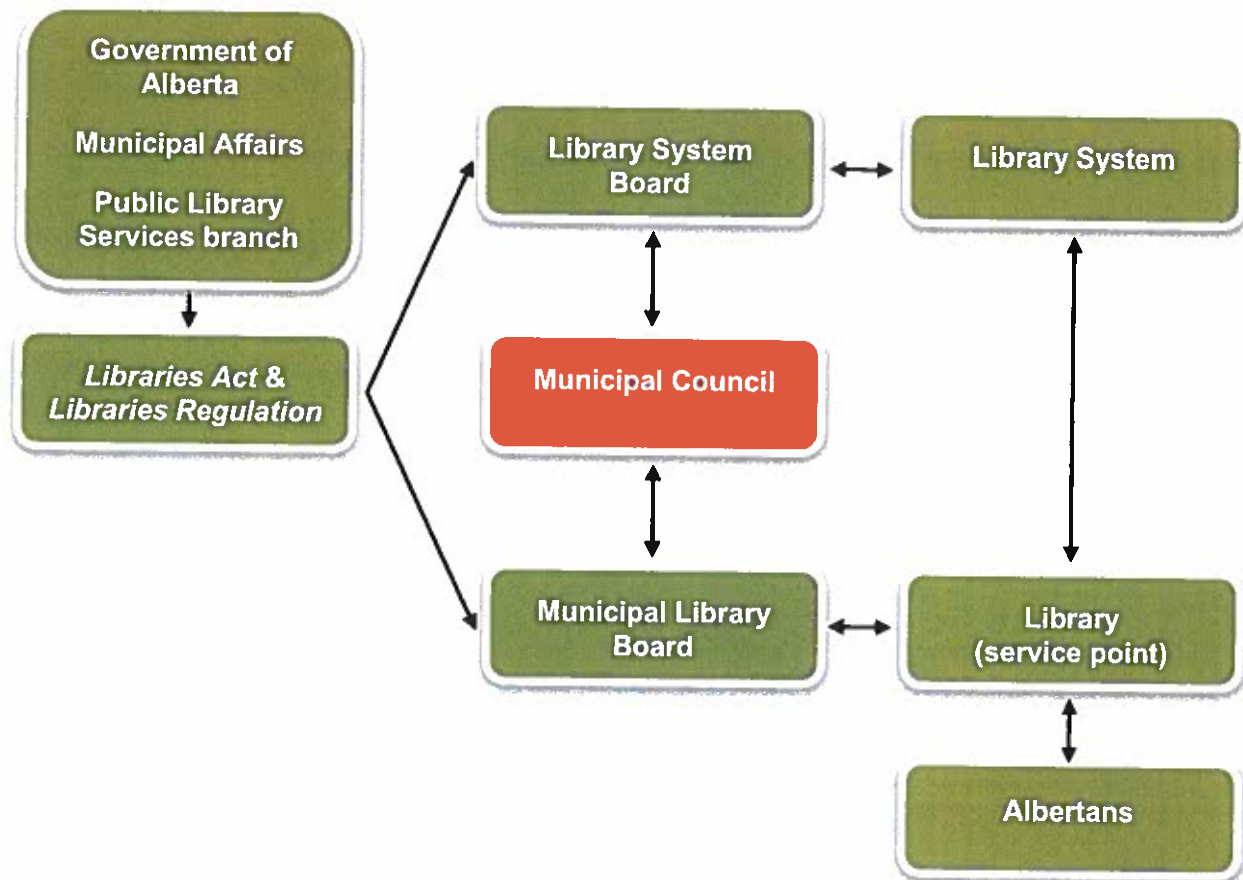 Government of
Alberta
Municipal Affairs
Public Library
Services branch
Libraries Act &
Libraries Regulation
Library System
Board
Library System
Municipal Council
Municipal Library
Board
Library
(service point)
Albertans